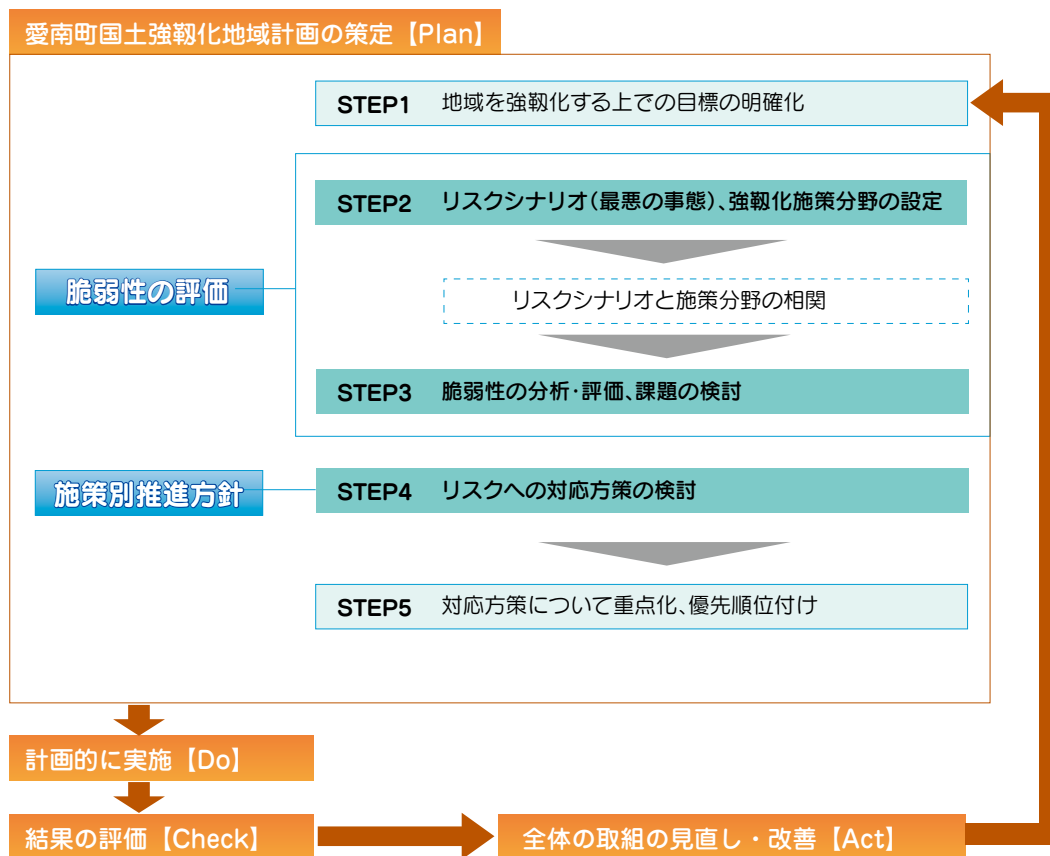 愛南町国土強靱化地域計画の策定【Plan】
STEP1 地域を強靱化する上での目標の明確化
STEP2 リスクシナリオ(最悪の事態)、強靱化施策分野の設定
脆弱性の評価
リスクシナリオと施策分野の相関
STEP3 脆弱性の分析・評価、課題の検討
施策別推進方針
STEP4 リスクへの対応方策の検討
STEP5 対応方策について重点化、優先順位付け
計画的に実施【Do】
結果の評価【Check】
全体の取組の見直し・改善【Act】